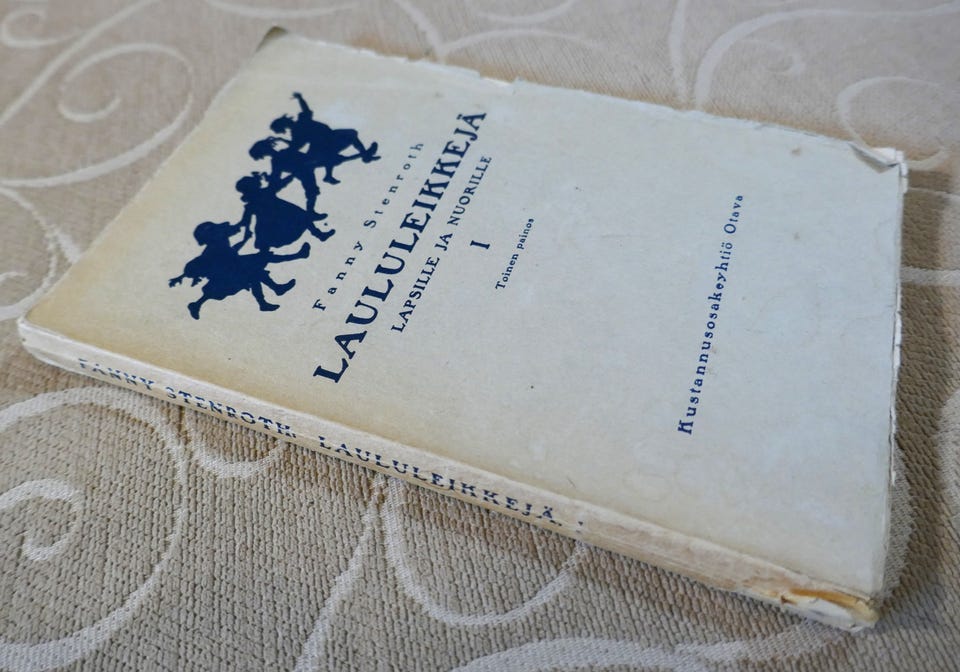 Fanny Stenroth
LAULULEIKKEJÄ
LAPSILLE JA NUORILLE
I
Toinen painos
Kustannusosakeyhtiö Otava
FANNY STENROTH. LAULULEIKKEJÄ I